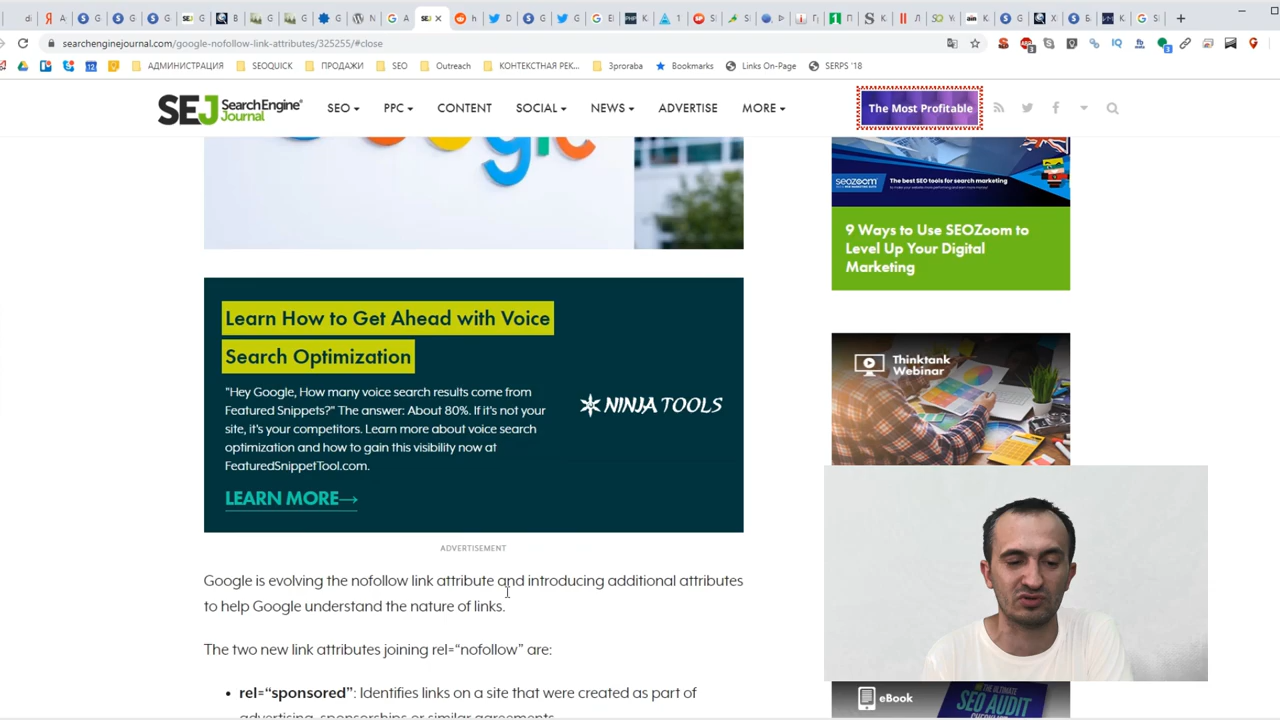 searchenginejournal.com/google-nofollow-link-attributes/325255/#close
АДМИНИСТРАЦИЯ
SEOQUICK
ПРОДАЖИ
SEO
Outreach
КОНТЕКСТНАЯ РЕК...
3proraba
Bookmarks
Links On-Page
SERPS '18
SEJ Search Engine Journal
SEO
PPC
CONTENT
SOCIAL
NEWS
ADVERTISE
MORE
The Most Profitable
seozoom
The best SEO tools for search marketing
9 Ways to Use SEOZoom to
Level Up Your Digital
Marketing
Learn How to Get Ahead with Voice
Search Optimization
"Hey Google, How many voice search results come from
Featured Snippets?" The answer: About 80%. If it's not your
site, it's your competitors. Learn more about voice search
optimization and how to gain this visibility now at
FeaturedSnippetTool.com.
LEARN MORE→
NINJA TOOLS
Thinktank
Webinar
ADVERTISEMENT
Google is evolving the nofollow link attribute and introducing additional attributes
to help Google understand the nature of links.
The two new link attributes joining rel=“nofollow” are:
• rel=“sponsored”: Identifies links on a site that were created as part of
advertising, sponsorships or similar agreements
eBook
THE ULTIMATE
SEO AUDIT